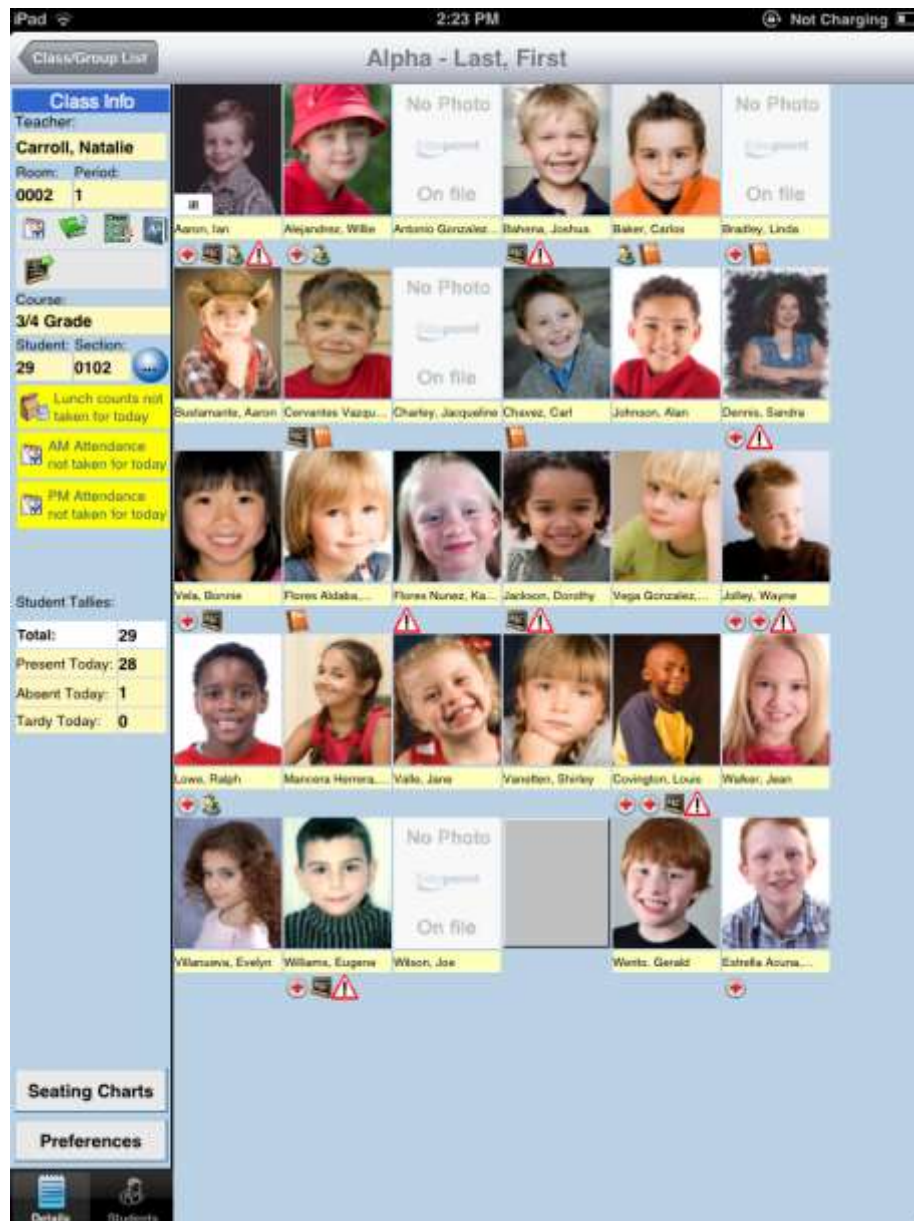 iPad
2:23 PM
Not Charging
Class/Group List
Alpha - Last, First
Class Info
Teacher:
Carroll, Natalie
Room: Period:
0002 1
Course:
3/4 Grade
Student: Section:
29 0102
...
Lunch counts not
taken for today
AM Attendance
not taken for today
PM Attendance
not taken for today
Student Tallies:
Total: 29
Present Today: 28
Absent Today: 1
Tardy Today: 0
Seating Charts
Preferences
Details Students
No Photo
On file
No Photo
On file
Aaron, Ian
Alejandrez, Willie
Antonio Gonzalez...
Bahena, Joshua
Baker, Carlos
Bradley, Linda
No Photo
On file
Bustamante, Aaron
Cervantes Vazqu...
Charley, Jacqueline
Chavez, Carl
Johnson, Alan
Dennis, Sandra
Vela, Bonnie
Flores Aldaba,...
Flores Nunez, Ka...
Jackson, Dorothy
Vega Gonzalez,...
Jolley, Wayne
Lowe, Ralph
Mancera Herrera,...
Valle, Jane
Vanetten, Shirley
Covington, Louis
Walker, Jean
No Photo
On file
Villanueva, Evelyn
Williams, Eugene
Wilson, Joe
Wentz, Gerald
Estrella Acuna,...